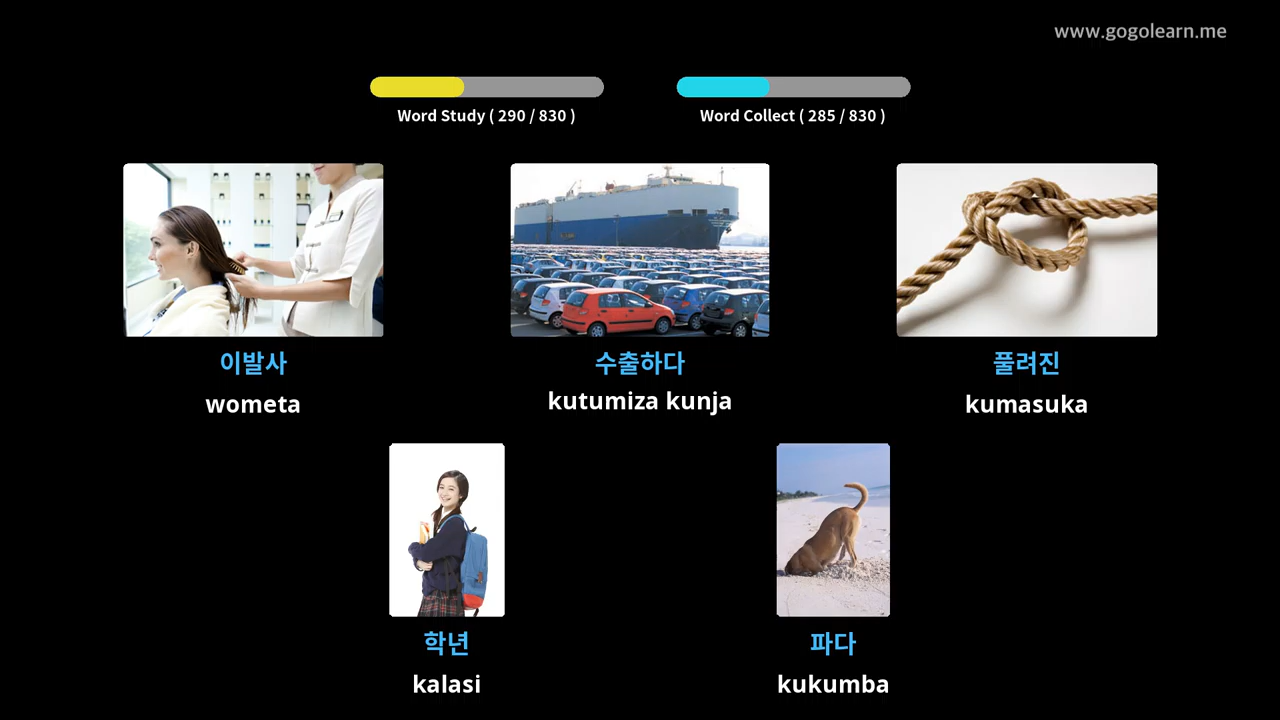 www.gogolearn.me
Word Study ( 290 / 830 )
Word Collect ( 285 / 830 )
이발사
wometa
수출하다
kutumiza kunja
풀려진
kumasuka
학년
kalasi
파다
kukumba